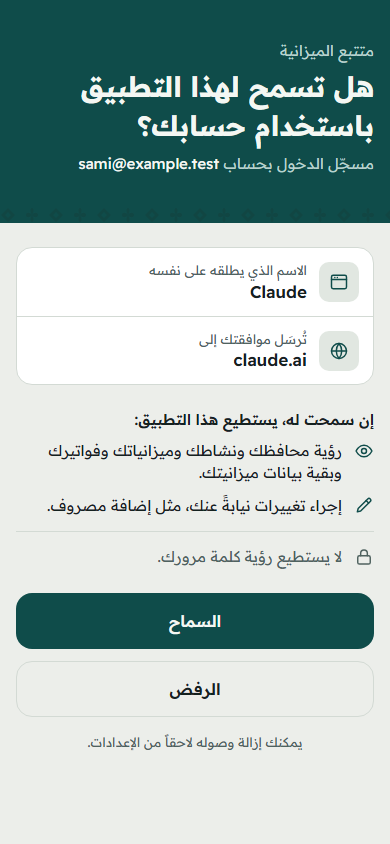 متتبع الميزانية
هل تسمح لهذا التطبيق
باستخدام حسابك؟
مسجّل الدخول بحساب sami@example.test
الاسم الذي يطلقه على نفسه
Claude
تُرسَل موافقتك إلى
claude.ai
إن سمحت له، يستطيع هذا التطبيق:
رؤية محافظك ونشاطك وميزانياتك وفواتيرك
وبقية بيانات ميزانيتك.
إجراء تغييرات نيابةً عنك، مثل إضافة مصروف.
لا يستطيع رؤية كلمة مرورك.
السماح
الرفض
يمكنك إزالة وصوله لاحقاً من الإعدادات.